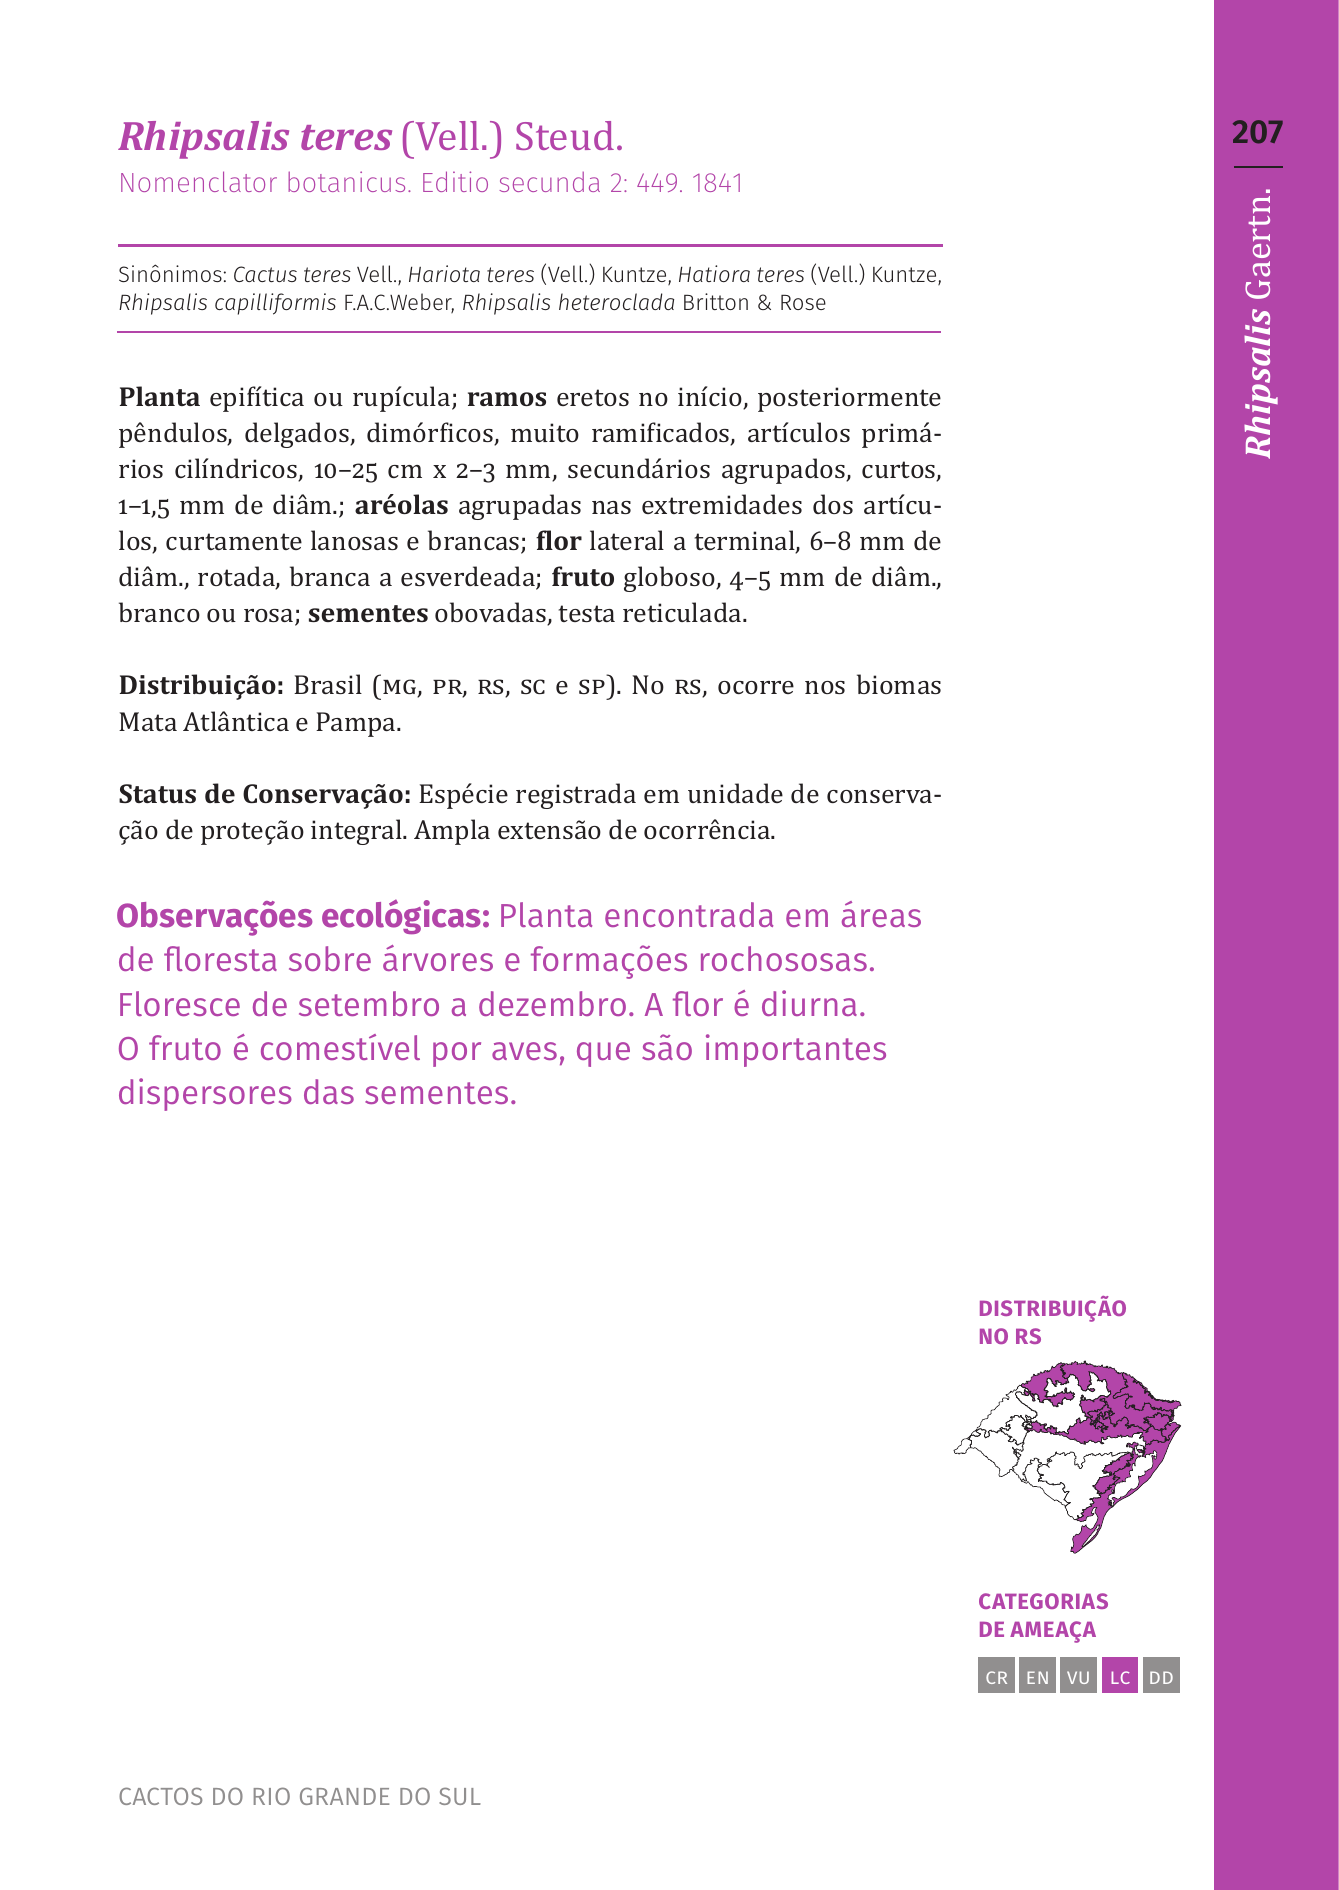 Rhipsalis teres (Vell.) Steud.
Nomenclator botanicus. Editio secunda 2: 449. 1841
Sinônimos: Cactus teres Vell., Hariota teres (Vell.) Kuntze, Hatiora teres (Vell.) Kuntze,
Rhipsalis capilliformis F.A.C.Weber, Rhipsalis heteroclada Britton & Rose
Planta epifítica ou rupícula; ramos eretos no início, posteriormente
pêndulos, delgados, dimórficos, muito ramificados, artículos primá-
rios cilíndricos, 10–25 cm x 2–3 mm, secundários agrupados, curtos,
1–1,5 mm de diâm.; aréolas agrupadas nas extremidades dos artícu-
los, curtamente lanosas e brancas; flor lateral a terminal, 6–8 mm de
diâm., rotada, branca a esverdeada; fruto globoso, 4–5 mm de diâm.,
branco ou rosa; sementes obovadas, testa reticulada.
Distribuição: Brasil (MG, PR, RS, SC e SP). No RS, ocorre nos biomas
Mata Atlântica e Pampa.
Status de Conservação: Espécie registrada em unidade de conserva-
ção de proteção integral. Ampla extensão de ocorrência.
Observações ecológicas: Planta encontrada em áreas
de floresta sobre árvores e formações rochososas.
Floresce de setembro a dezembro. A flor é diurna.
O fruto é comestível por aves, que são importantes
dispersores das sementes.
DISTRIBUIÇÃO
NO RS
CATEGORIAS
DE AMEAÇA
CR EN VU LC DD
CACTOS DO RIO GRANDE DO SUL
207
Rhipsalis Gaertn.